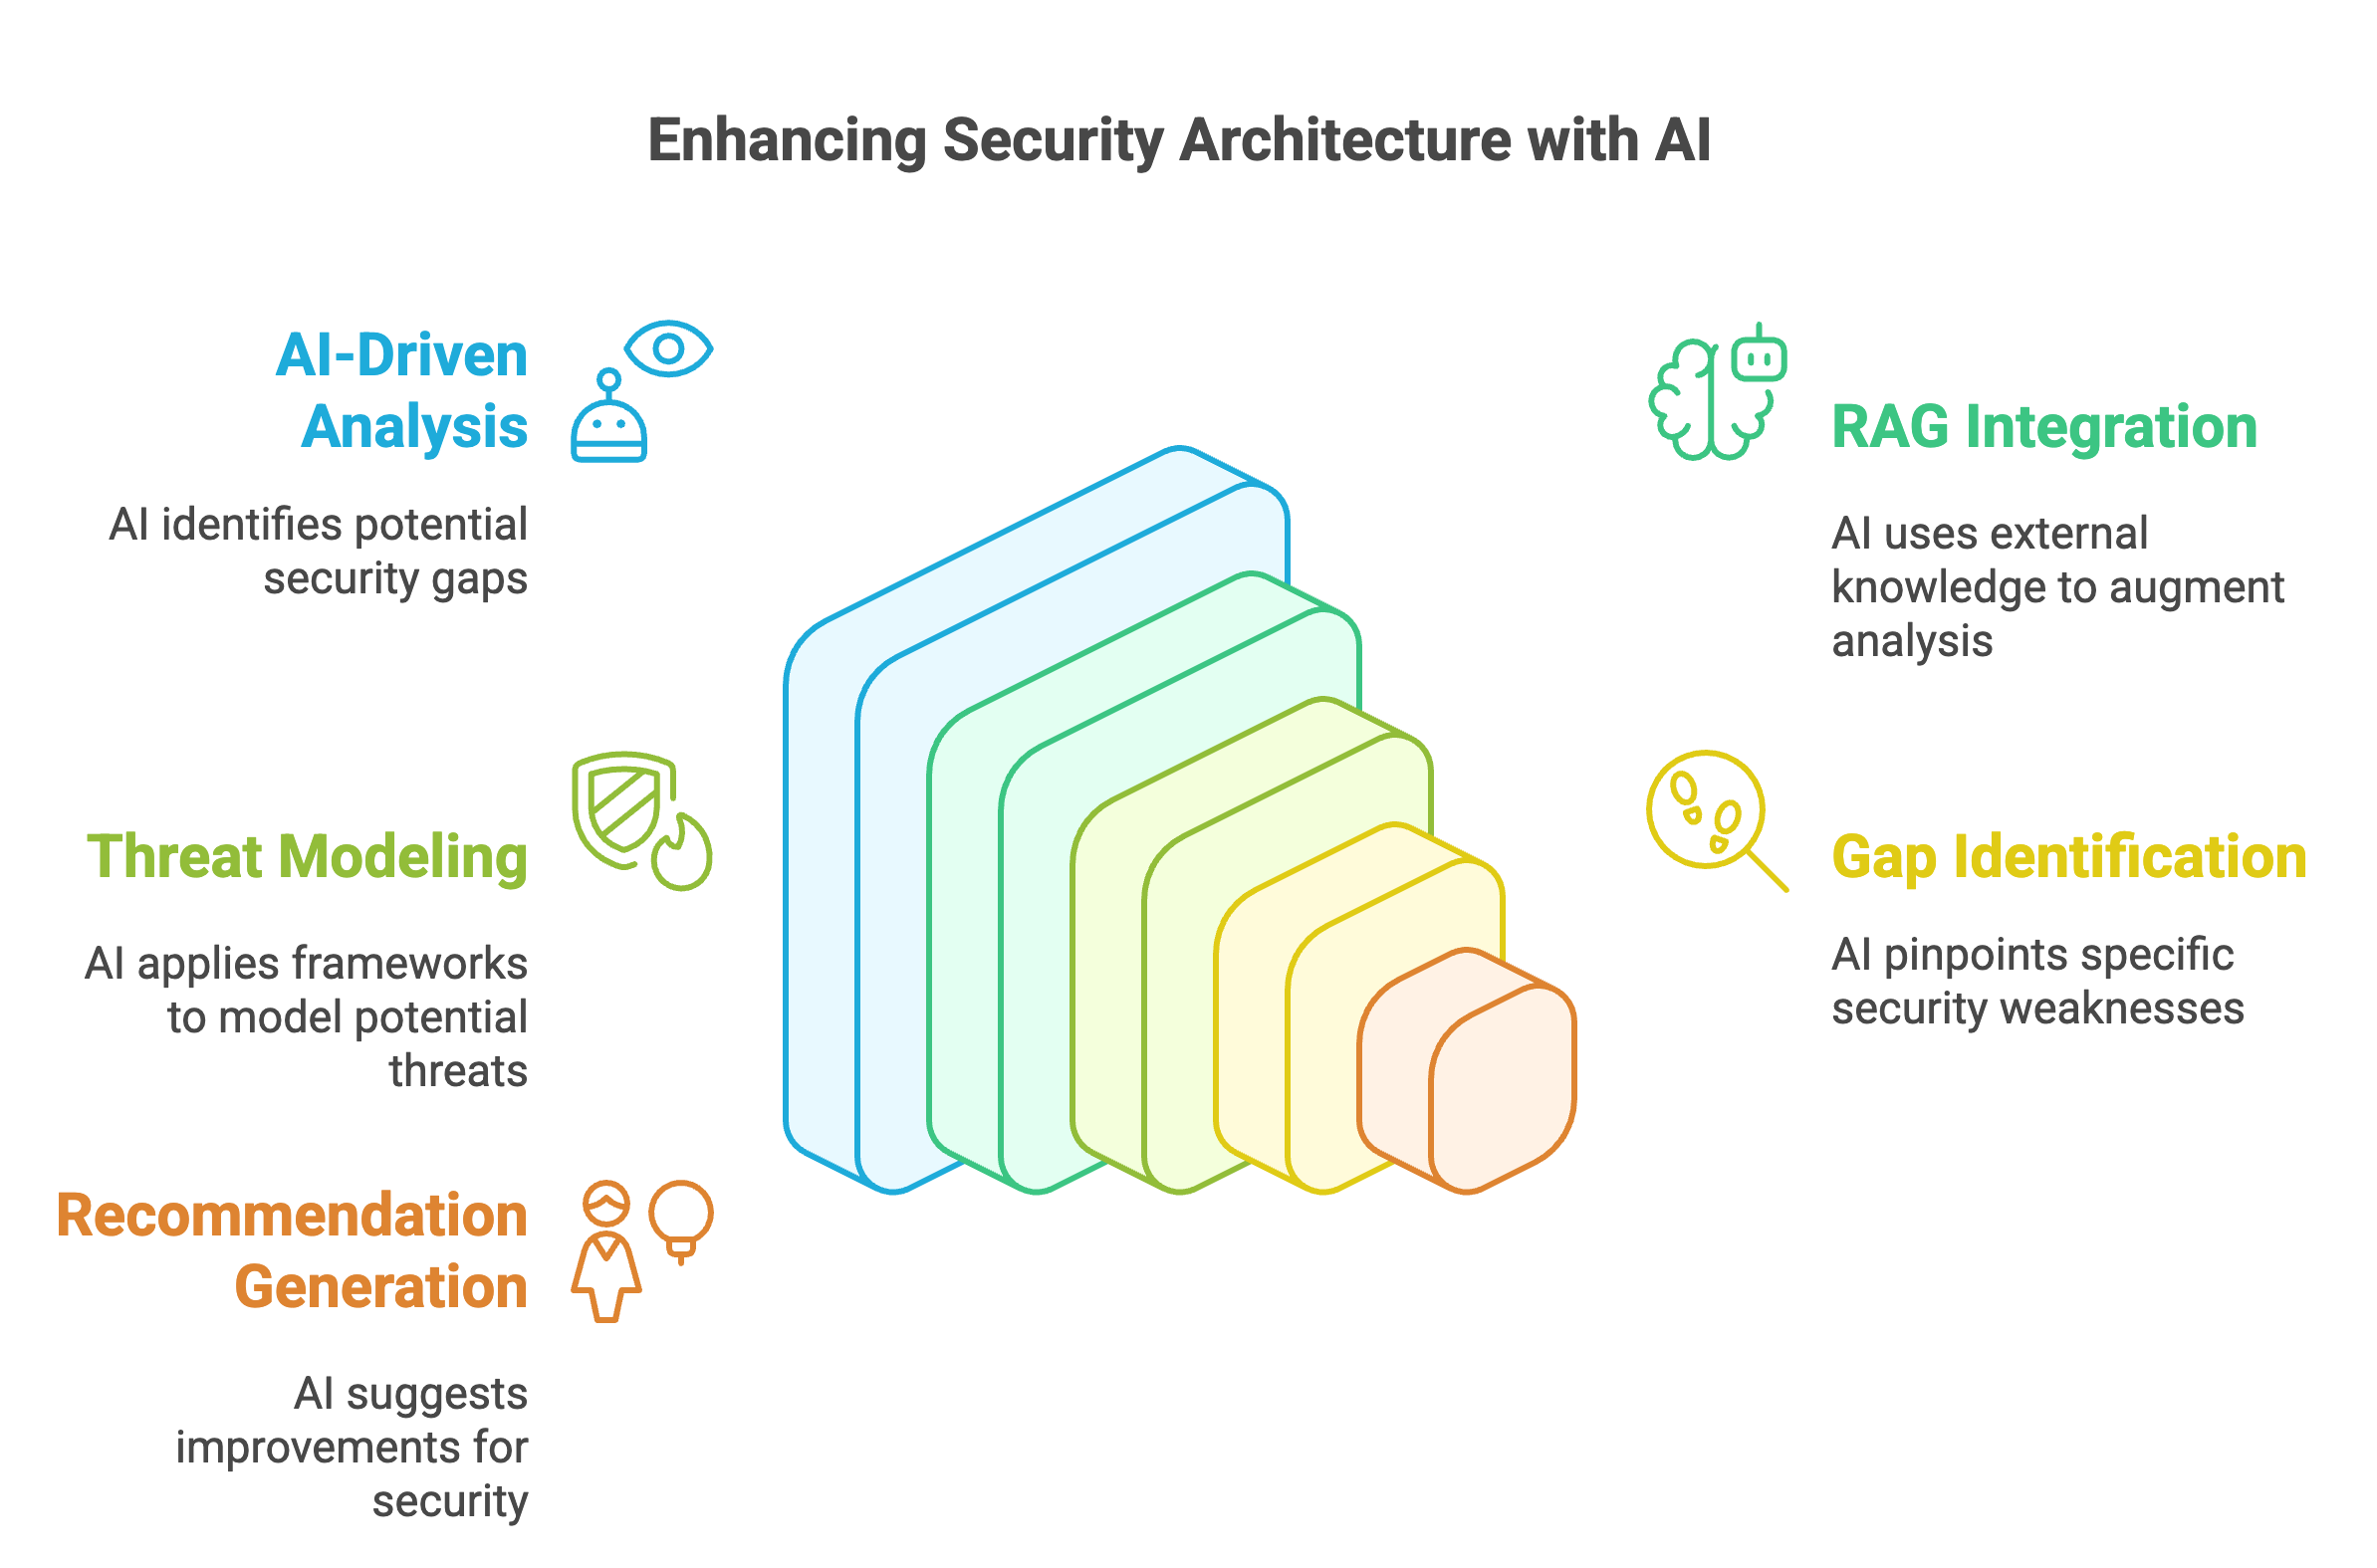 Enhancing Security Architecture with AI
AI-Driven
Analysis
AI identifies potential
security gaps
RAG Integration
AI uses external
knowledge to augment
analysis
Threat Modeling
AI applies frameworks
to model potential
threats
Gap Identification
AI pinpoints specific
security weaknesses
Recommendation
Generation
AI suggests
improvements for
security